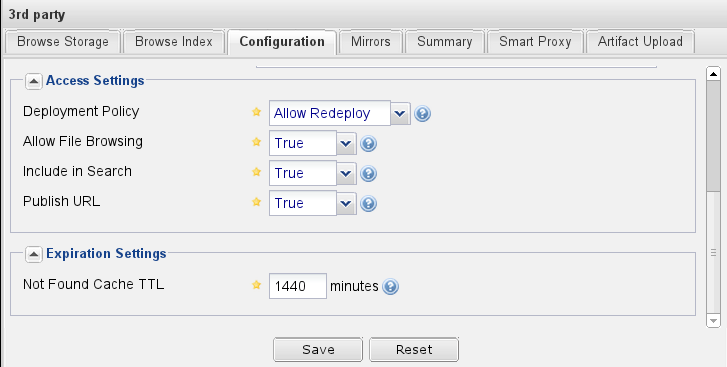 3rd party
Browse Storage Browse Index Configuration Mirrors Summary Smart Proxy Artifact Upload
Access Settings
Deployment Policy Allow Redeploy
Allow File Browsing True
Include in Search True
Publish URL True
Expiration Settings
Not Found Cache TTL 1440 minutes
Save Reset